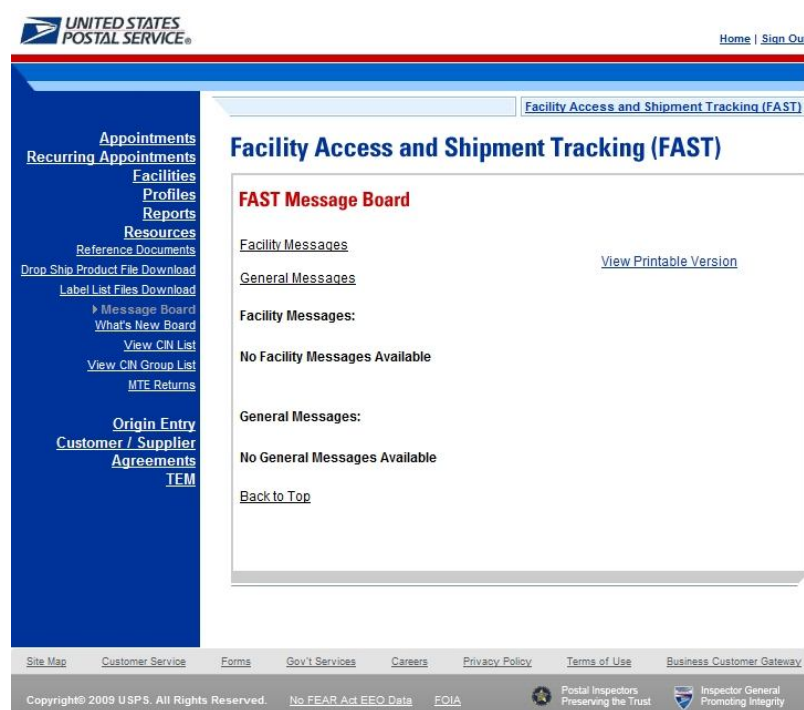 UNITED STATES
POSTAL SERVICE®
Home | Sign Ou
Facility Access and Shipment Tracking (FAST)
Appointments
Recurring Appointments
Facilities
Profiles
Reports
Resources
Reference Documents
Drop Ship Product File Download
Label List Files Download
Message Board
What's New Board
View CIN List
View CIN Group List
MTE Returns
Origin Entry
Customer / Supplier
Agreements
TEM
Facility Access and Shipment Tracking (FAST)
FAST Message Board
Facility Messages
View Printable Version
General Messages
Facility Messages:
No Facility Messages Available
General Messages:
No General Messages Available
Back to Top
Site Map Customer Service Forms Gov't Services Careers Privacy Policy Terms of Use Business Customer Gateway
Copyright© 2009 USPS. All Rights Reserved. No FEAR Act EEO Data FOIA
Postal Inspectors
Preserving the Trust
Inspector General
Promoting Integrity